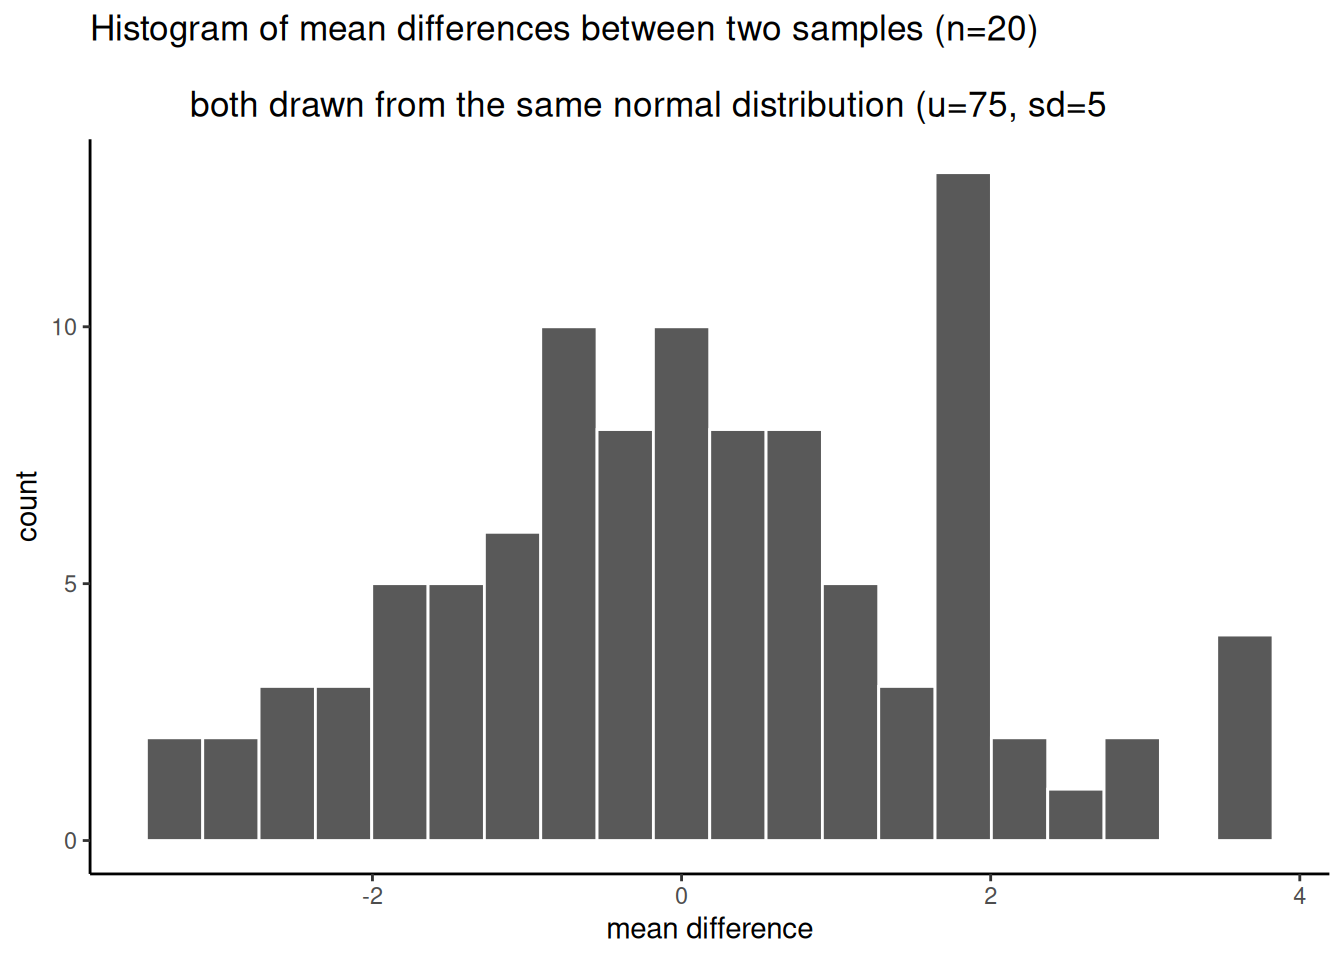 Histogram of mean differences between two samples (n=20)
both drawn from the same normal distribution (u=75, sd=5
10
5
0
count
-2
0
2
4
mean difference